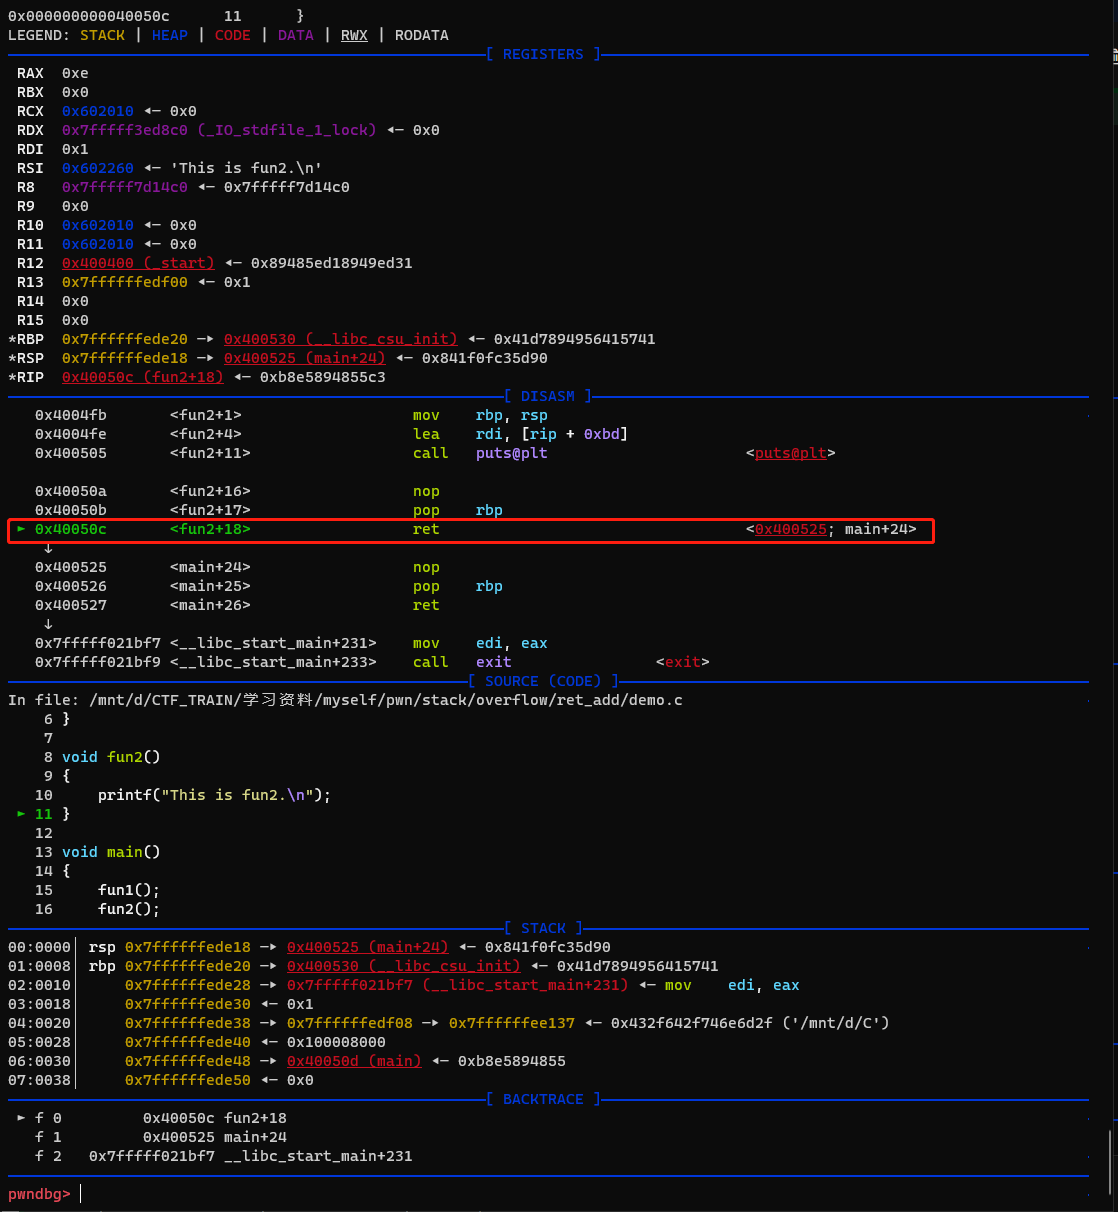 0x000000000040050c      11      }
LEGEND: STACK | HEAP | CODE | DATA | RWX | RODATA
[ REGISTERS ]
RAX  0xe
RBX  0x0
RCX  0x602010 ◂— 0x0
RDX  0x7fffff3ed8c0 (_IO_stdfile_1_lock) ◂— 0x0
RDI  0x1
RSI  0x602260 ◂— 'This is fun2.\n'
R8   0x7fffff7d14c0 ◂— 0x7fffff7d14c0
R9   0x0
R10  0x602010 ◂— 0x0
R11  0x602010 ◂— 0x0
R12  0x400400 (_start) ◂— 0x89485ed18949ed31
R13  0x7ffffffedf00 ◂— 0x1
R14  0x0
R15  0x0
*RBP  0x7ffffffede20 —▸ 0x400530 (__libc_csu_init) ◂— 0x41d7894956415741
*RSP  0x7ffffffede18 —▸ 0x400525 (main+24) ◂— 0x841f0fc35d90
*RIP  0x40050c (fun2+18) ◂— 0xb8e5894855c3
[ DISASM ]
0x4004fb       <fun2+1>                  mov    rbp, rsp
0x4004fe       <fun2+4>                  lea    rdi, [rip + 0xbd]
0x400505       <fun2+11>                 call   puts@plt                      <puts@plt>
0x40050a       <fun2+16>                 nop
0x40050b       <fun2+17>                 pop    rbp
► 0x40050c       <fun2+18>                 ret                                  <0x400525; main+24>
↓
0x400525       <main+24>                 nop
0x400526       <main+25>                 pop    rbp
0x400527       <main+26>                 ret
↓
0x7fffff021bf7 <__libc_start_main+231>    mov    edi, eax
0x7fffff021bf9 <__libc_start_main+233>    call   exit                <exit>
[ SOURCE (CODE) ]
In file: /mnt/d/CTF_TRAIN/学习资料/myself/pwn/stack/overflow/ret_add/demo.c
6 }
7
8 void fun2()
9 {
10     printf("This is fun2.\n");
► 11 }
12
13 void main()
14 {
15     fun1();
16     fun2();
[ STACK ]
00:0000│ rsp 0x7ffffffede18 —▸ 0x400525 (main+24) ◂— 0x841f0fc35d90
01:0008│ rbp 0x7ffffffede20 —▸ 0x400530 (__libc_csu_init) ◂— 0x41d7894956415741
02:0010│     0x7ffffffede28 —▸ 0x7fffff021bf7 (__libc_start_main+231) ◂— mov    edi, eax
03:0018│     0x7ffffffede30 ◂— 0x1
04:0020│     0x7ffffffede38 —▸ 0x7ffffffedf08 —▸ 0x7ffffffee137 ◂— 0x432f642f746e6d2f ('/mnt/d/C')
05:0028│     0x7ffffffede40 ◂— 0x100008000
06:0030│     0x7ffffffede48 —▸ 0x40050d (main) ◂— 0xb8e5894855
07:0038│     0x7ffffffede50 ◂— 0x0
[ BACKTRACE ]
► f 0         0x40050c fun2+18
f 1         0x400525 main+24
f 2   0x7fffff021bf7 __libc_start_main+231
pwndbg>